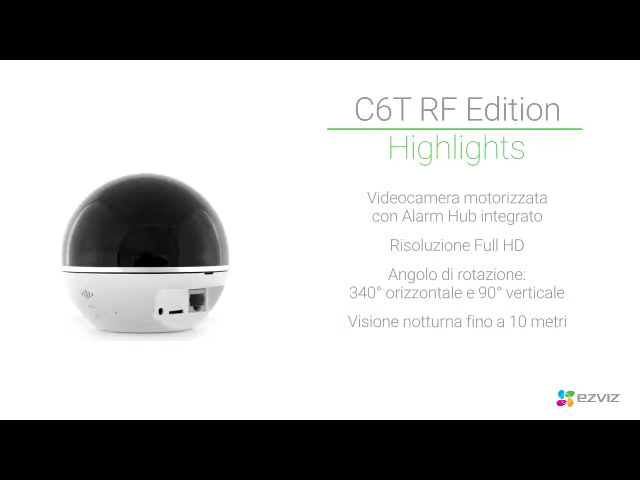 C6T RF Edition
Highlights
Videocamera motorizzata
con Alarm Hub integrato
Risoluzione Full HD
Angolo di rotazione:
340° orizzontale e 90° verticale
Visione notturna fino a 10 metri
ezviz